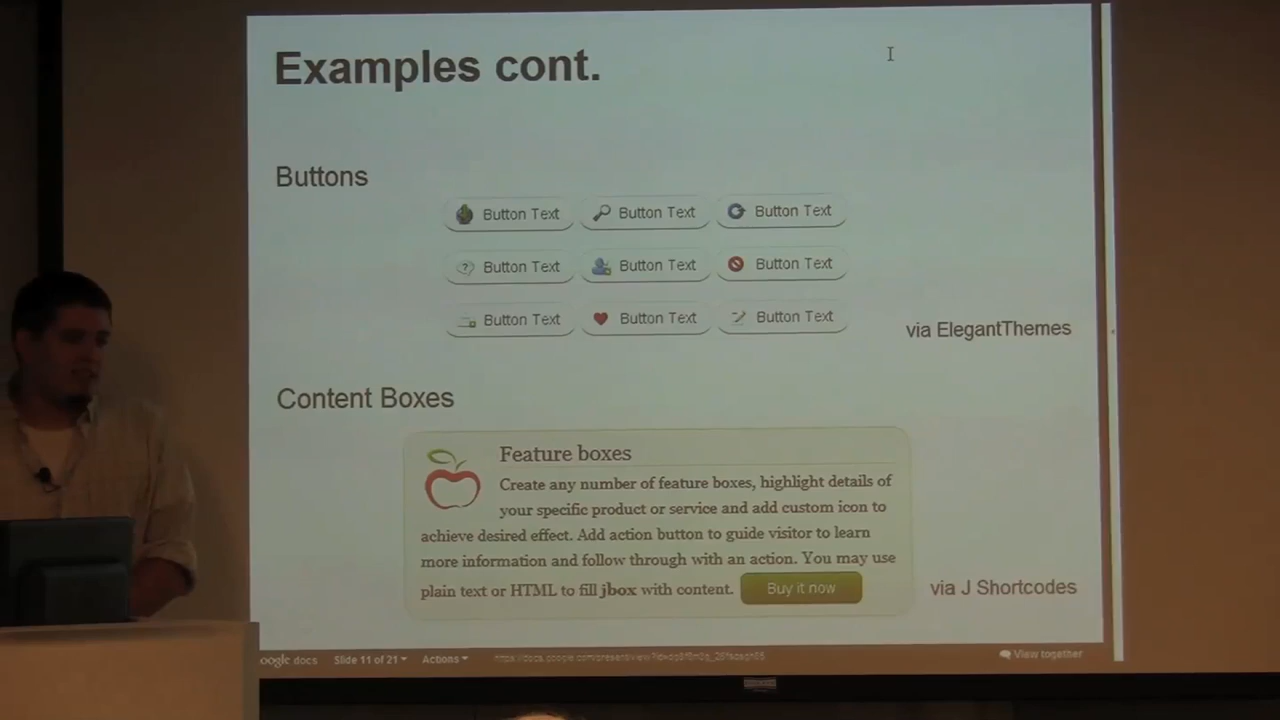 Examples cont.
Buttons
Button Text Button Text Button Text
Button Text Button Text Button Text
Button Text Button Text Button Text
via ElegantThemes
Content Boxes
Feature boxes
Create any number of feature boxes, highlight details of
your specific product or service and add custom icon to
achieve desired effect. Add action button to guide visitor to learn
more information and follow through with an action. You may use
plain text or HTML to fill jbox with content. Buy it now
via J Shortcodes
oogle docs Slide 11 of 21 Actions View together